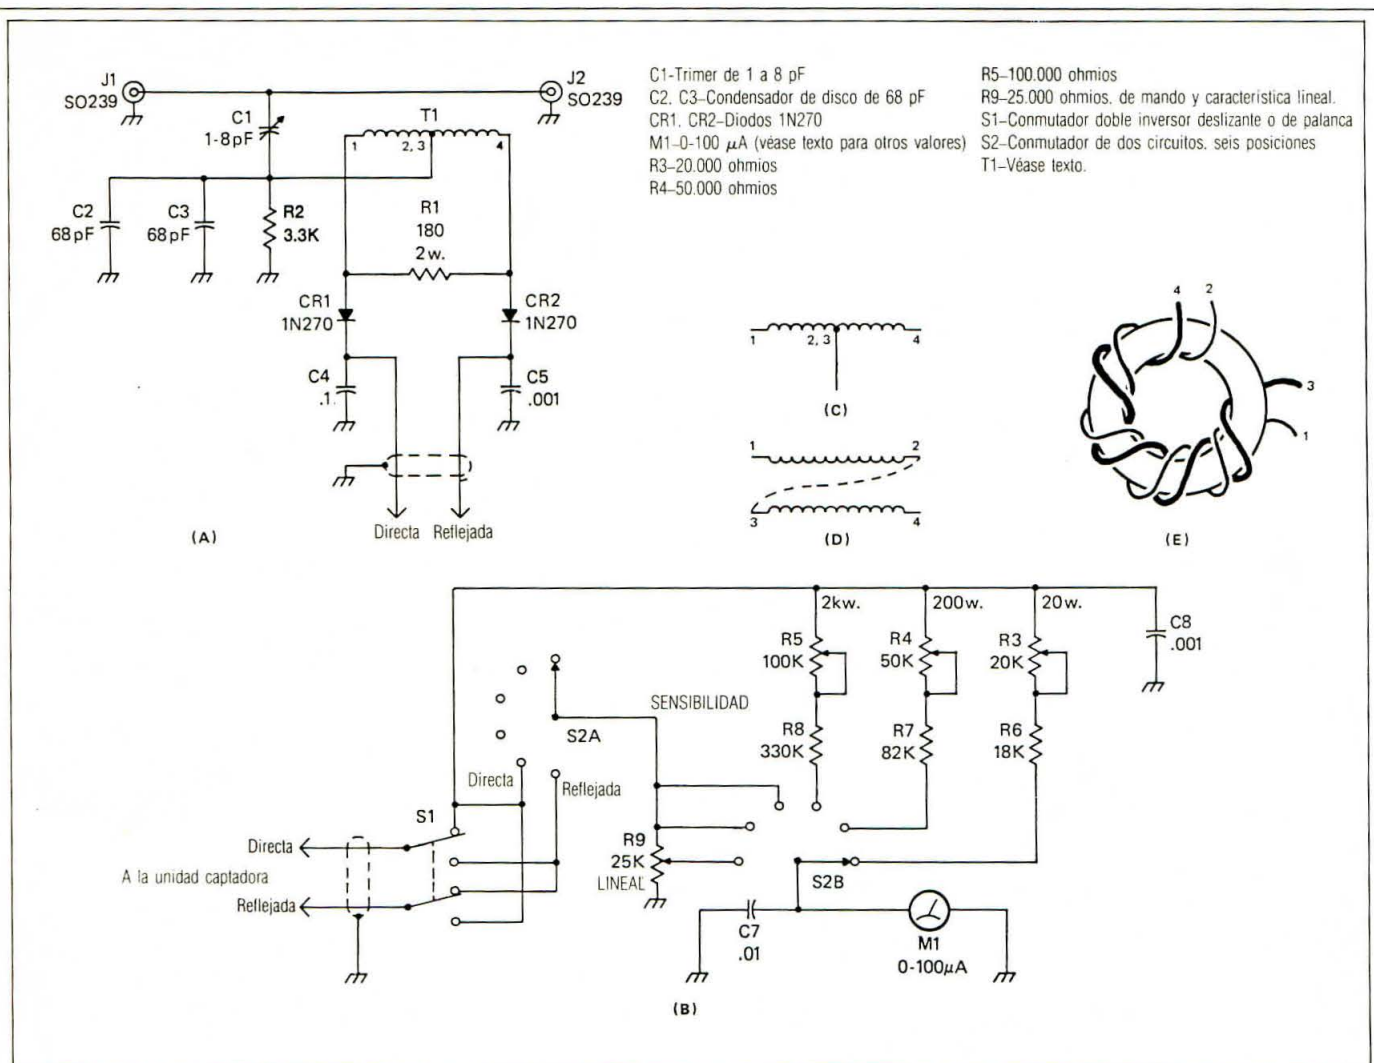 J1
SO239
J2
SO239
C1
1-8pF
T1
1
2, 3
4
C2
68pF
C3
68pF
R2
3.3K
R1
180
2w.
CR1
1N270
CR2
1N270
C4
.1
C5
.001
Directa
Reflejada
(A)
C1-Trimer de 1 a 8 pF
C2, C3–Condensador de disco de 68 pF
CR1, CR2–Diodos 1N270
M1–0-100 µA (véase texto para otros valores)
R3–20.000 ohmios
R4–50.000 ohmios
R5–100.000 ohmios
R9–25.000 ohmios. de mando y característica lineal.
S1–Conmutador doble inversor deslizante o de palanca
S2–Conmutador de dos circuitos. seis posiciones
T1–Véase texto.
1
2, 3
4
(C)
1
2
3
4
(D)
4
2
3
1
(E)
2kw.
200w.
20w.
R5
100K
R4
50K
R3
20K
C8
.001
R8
330K
R7
82K
R6
18K
SENSIBILIDAD
S2A
Directa
Reflejada
S1
Directa
A la unidad captadora
Reflejada
R9
25K
LINEAL
S2B
C7
.01
M1
0-100µA
(B)